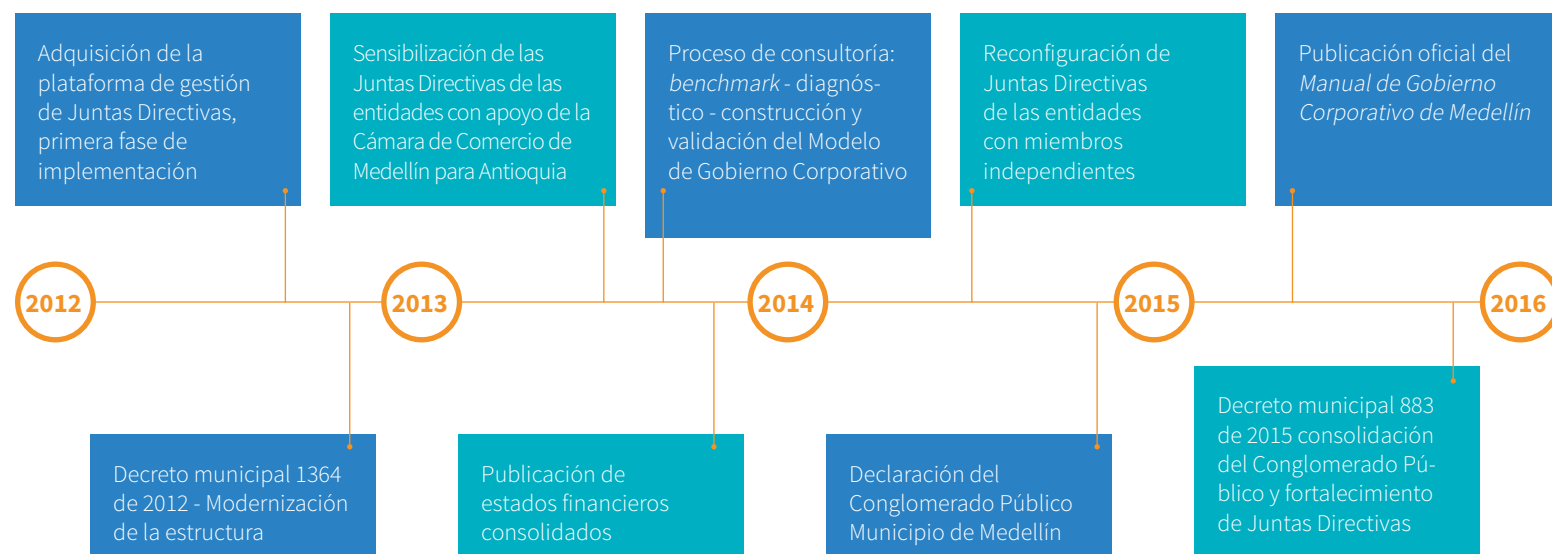 Adquisición de la
plataforma de gestión
de Juntas Directivas,
primera fase de
implementación
Sensibilización de las
Juntas Directivas de las
entidades con apoyo de la
Cámara de Comercio de
Medellín para Antioquia
Proceso de consultoría:
benchmark - diagnós-
tico - construcción y
validación del Modelo
de Gobierno Corporativo
Reconfiguración de
Juntas Directivas
de las entidades
con miembros
independientes
Publicación oficial del
Manual de Gobierno
Corporativo de Medellín
2012
2013
2014
2015
2016
Decreto municipal 1364
de 2012 - Modernización
de la estructura
Publicación de
estados financieros
consolidados
Declaración del
Conglomerado Público
Municipio de Medellín
Decreto municipal 883
de 2015 consolidación
del Conglomerado Pú-
blico y fortalecimiento
de Juntas Directivas